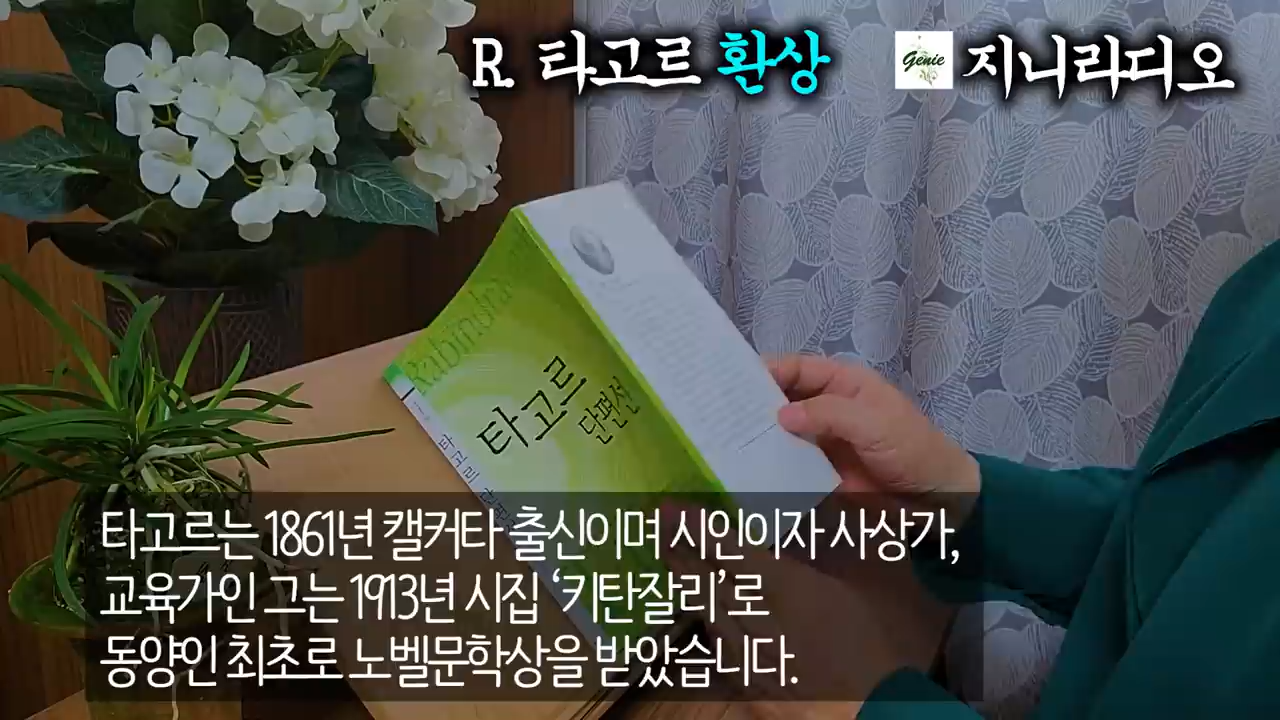 R. 타고르 환상
Genie 지니라디오
Rabindra
타고르
단편선
타고르는 1861년 캘커타 출신이며 시인이자 사상가,
교육가인 그는 1913년 시집 ‘키탄잘리’로
동양인 최초로 노벨문학상을 받았습니다.